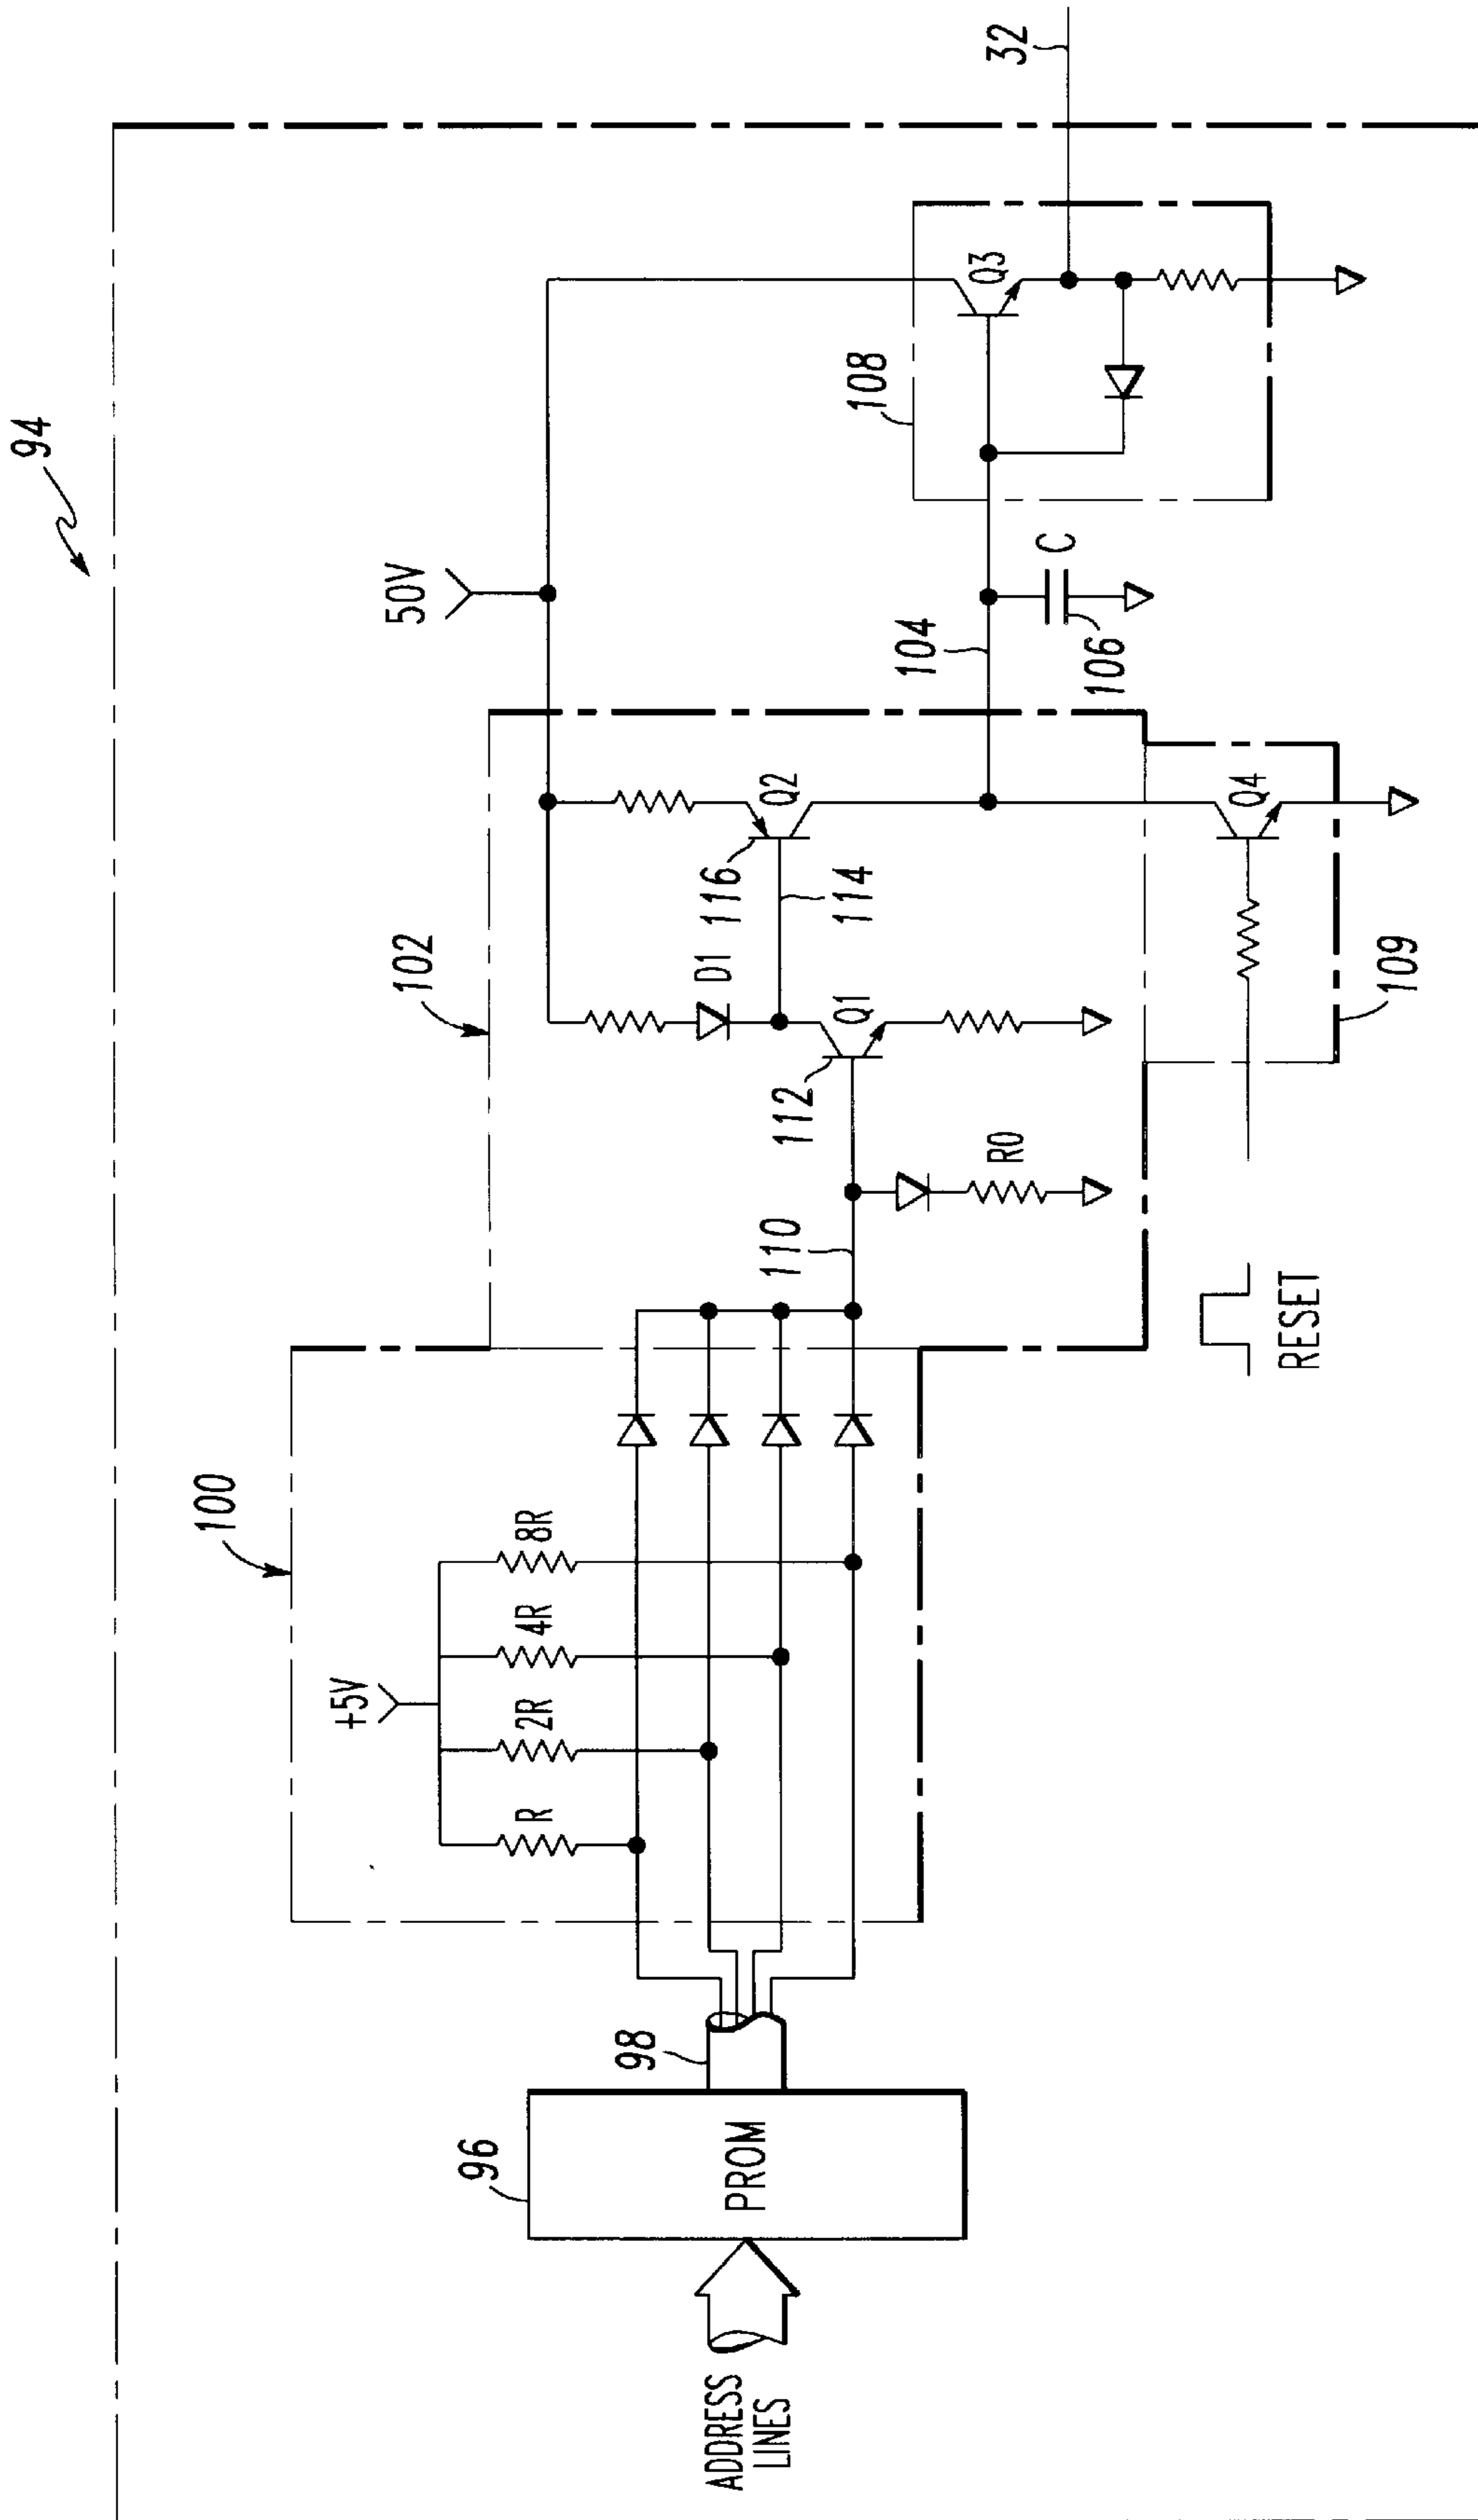 94
50V
32
102
108
Q3
100
+5V
R
2R
4R
8R
116
Q2
D1
114
104
C
106
112
Q1
110
R0
96
PROM
98
ADDRESS
LINES
Q4
109
RESET